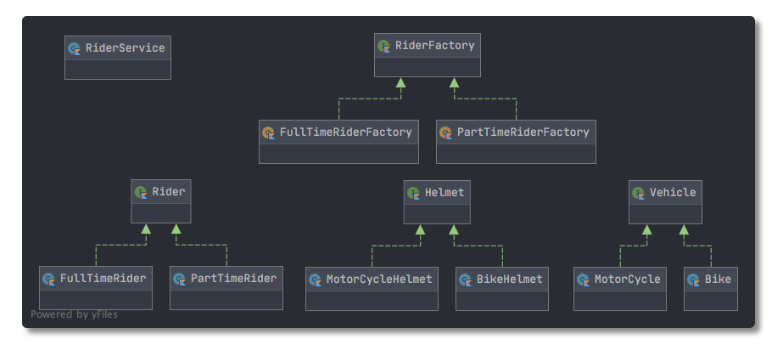 RiderService
RiderFactory
FullTimeRiderFactory
PartTimeRiderFactory
Rider
Helmet
Vehicle
FullTimeRider
PartTimeRider
MotorCycleHelmet
BikeHelmet
MotorCycle
Bike
Powered by yFiles